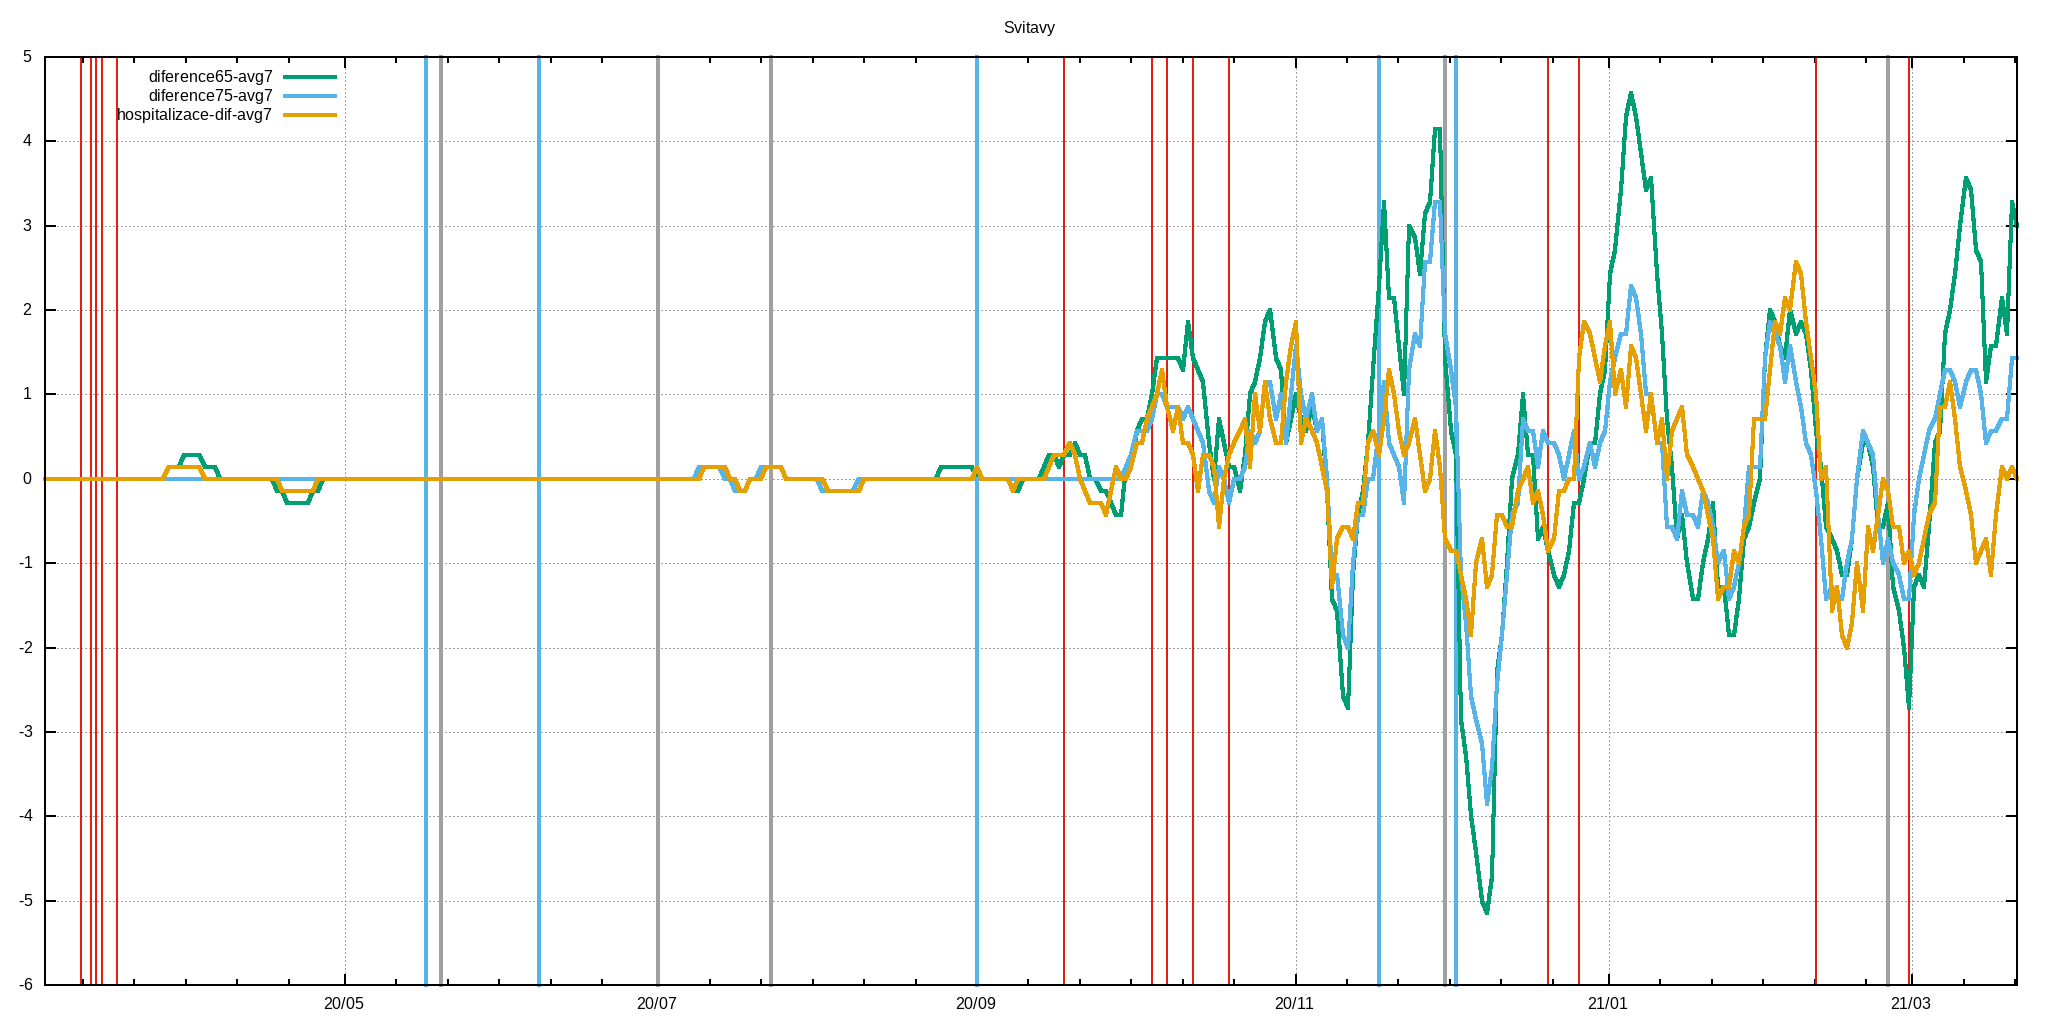 Svitavy
diference65-avg7
diference75-avg7
hospitalizace-dif-avg7
5
4
3
2
1
0
-1
-2
-3
-4
-5
-6
20/05 20/07 20/09 20/11 21/01 21/03